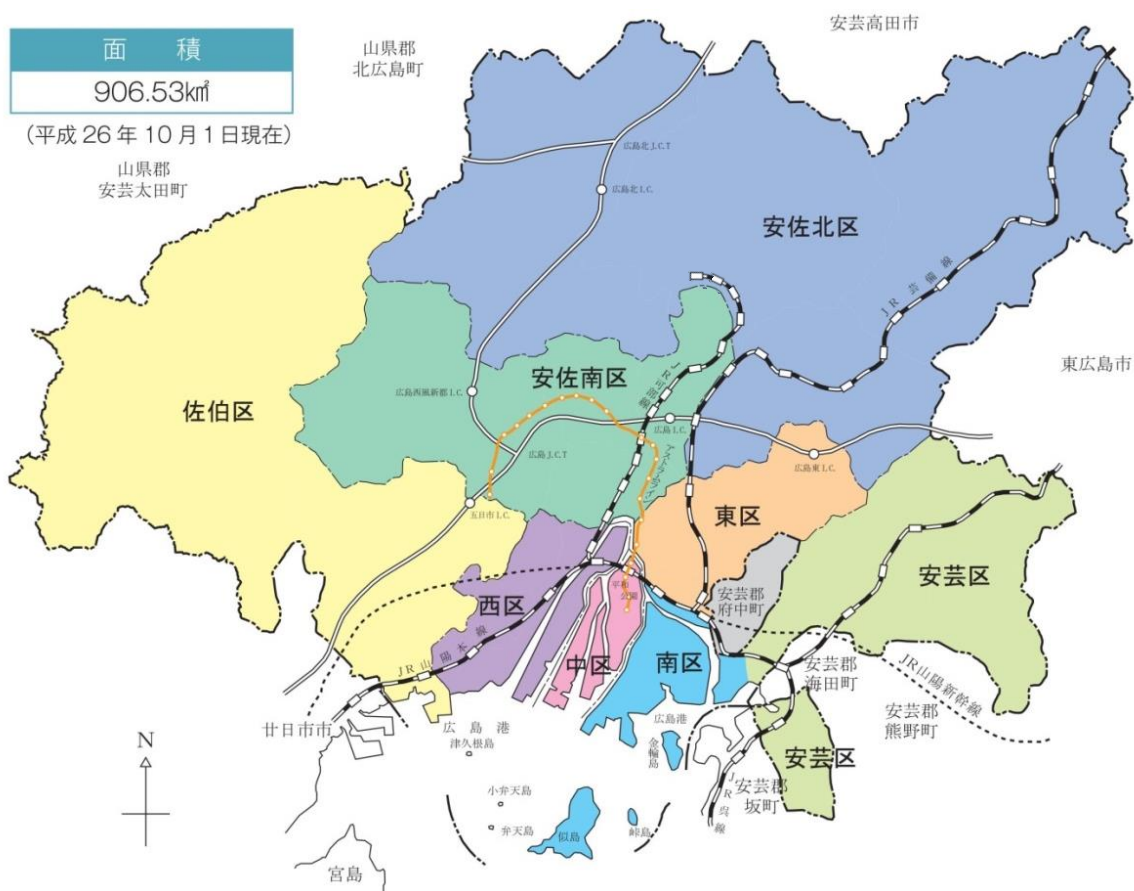 面　積
906.53k㎡
（平成26年10月1日現在）
安芸高田市
山県郡
北広島町
山県郡
安芸太田町
広島北J.C.T
広島北I.C.
安佐北区
JR芸備線
東広島市
安佐南区
JR可部線
広島西風新都I.C.
佐伯区
広島I.C.
広島J.C.T
アストラムライン
広島東I.C.
五日市I.C.
東区
安芸区
平和
公園
安芸郡
府中町
西区
中区
南区
JR山陽本線
安芸郡
海田町
JR山陽新幹線
廿日市市
広島港
津久根島
広島港
金輪島
安芸郡
熊野町
安芸区
安芸郡
坂町
JR呉線
N
小弁天島
弁天島
似島
峠島
宮島